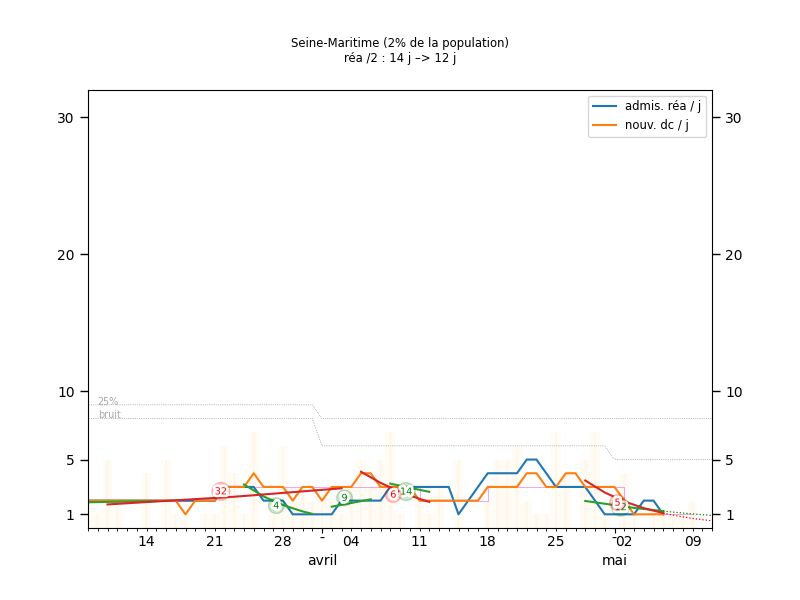 Seine-Maritime (2% de la population)
réa /2 : 14 j –> 12 j
admis. réa / j
nouv. dc / j
30 30
20 20
10 10
25%
bruit
5 5
32 4 9 6 14 5
1 1
14 21 28 - 04 11 18 25 - 02 09
avril mai